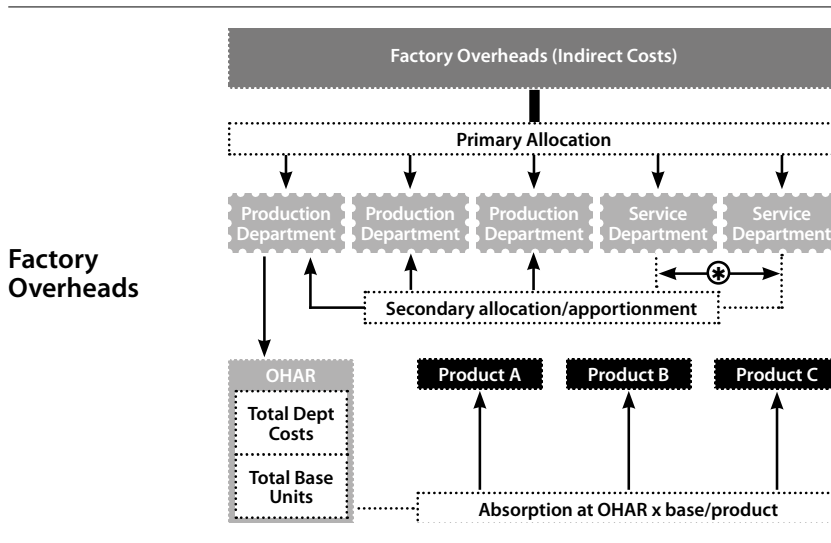 Factory Overheads (Indirect Costs)
Primary Allocation
Production
Department
Production
Department
Production
Department
Service
Department
Service
Department
Factory
Overheads
Secondary allocation/apportionment
OHAR
Total Dept
Costs
Total Base
Units
Product A
Product B
Product C
Absorption at OHAR x base/product